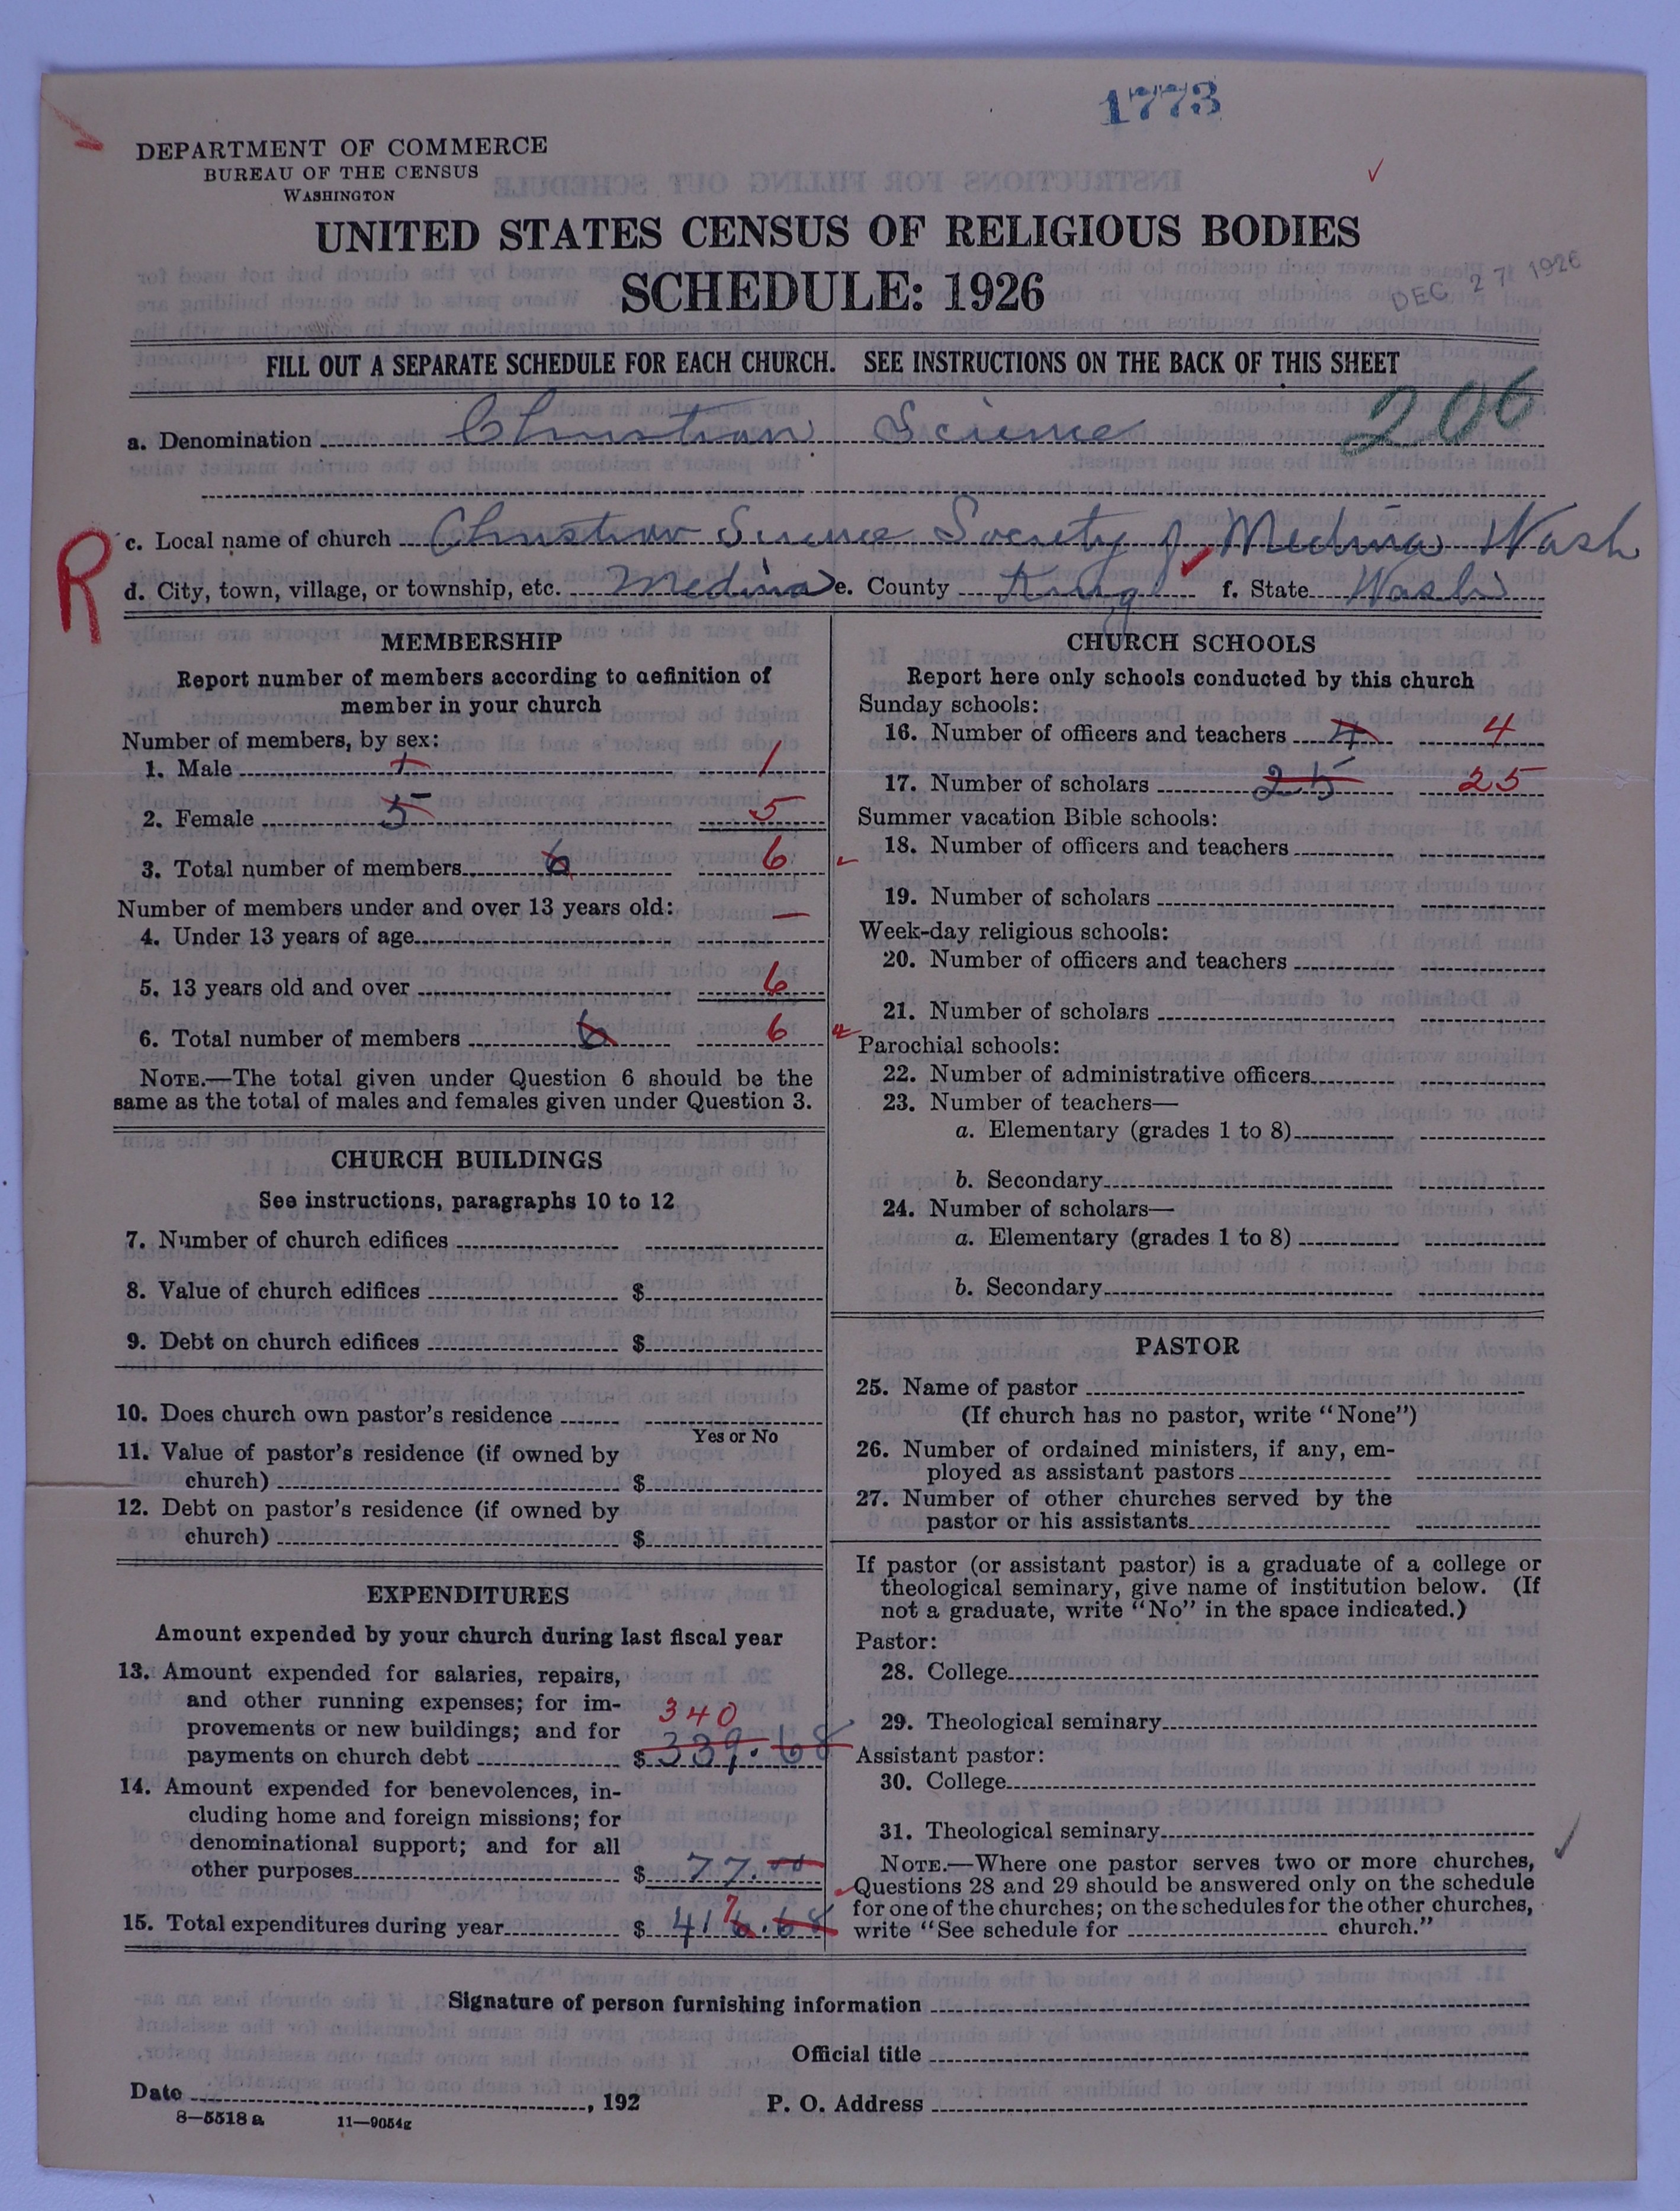 1773
DEPARTMENT OF COMMERCE
BUREAU OF THE CENSUS
WASHINGTON
UNITED STATES CENSUS OF RELIGIOUS BODIES
SCHEDULE: 1926
DEC 27 1926
FILL OUT A SEPARATE SCHEDULE FOR EACH CHURCH. SEE INSTRUCTIONS ON THE BACK OF THIS SHEET
a. Denomination Christian Science 206
R
c. Local name of church Christian Science Society of Medina Wash
d. City, town, village, or township, etc. Medina e. County King f. State Wash
MEMBERSHIP
Report number of members according to definition of
member in your church
Number of members, by sex:
1. Male 1 1
2. Female 5 5
3. Total number of members 6 6
Number of members under and over 13 years old:
4. Under 13 years of age —
5. 13 years old and over 6
6. Total number of members 6 6
NOTE.—The total given under Question 6 should be the
same as the total of males and females given under Question 3.
CHURCH BUILDINGS
See instructions, paragraphs 10 to 12
7. Number of church edifices
8. Value of church edifices $
9. Debt on church edifices $
10. Does church own pastor's residence
Yes or No
11. Value of pastor's residence (if owned by
church) $
12. Debt on pastor's residence (if owned by
church) $
EXPENDITURES
Amount expended by your church during last fiscal year
13. Amount expended for salaries, repairs,
and other running expenses; for im-
provements or new buildings; and for 340
payments on church debt $ 339.68
14. Amount expended for benevolences, in-
cluding home and foreign missions; for
denominational support; and for all
other purposes $ 77.00
7
15. Total expenditures during year $ 416.68
CHURCH SCHOOLS
Report here only schools conducted by this church
Sunday schools:
16. Number of officers and teachers 4 4
17. Number of scholars 25 25
Summer vacation Bible schools:
18. Number of officers and teachers
19. Number of scholars
Week-day religious schools:
20. Number of officers and teachers
21. Number of scholars
Parochial schools:
22. Number of administrative officers
23. Number of teachers—
a. Elementary (grades 1 to 8)
b. Secondary
24. Number of scholars—
a. Elementary (grades 1 to 8)
b. Secondary
PASTOR
25. Name of pastor
(If church has no pastor, write "None")
26. Number of ordained ministers, if any, em-
ployed as assistant pastors
27. Number of other churches served by the
pastor or his assistants
If pastor (or assistant pastor) is a graduate of a college or
theological seminary, give name of institution below. (If
not a graduate, write "No" in the space indicated.)
Pastor:
28. College
29. Theological seminary
Assistant pastor:
30. College
31. Theological seminary
NOTE.—Where one pastor serves two or more churches,
Questions 28 and 29 should be answered only on the schedule
for one of the churches; on the schedules for the other churches,
write "See schedule for church."
Signature of person furnishing information
Official title
Date , 192 P. O. Address
8—5518 a 11—9054g